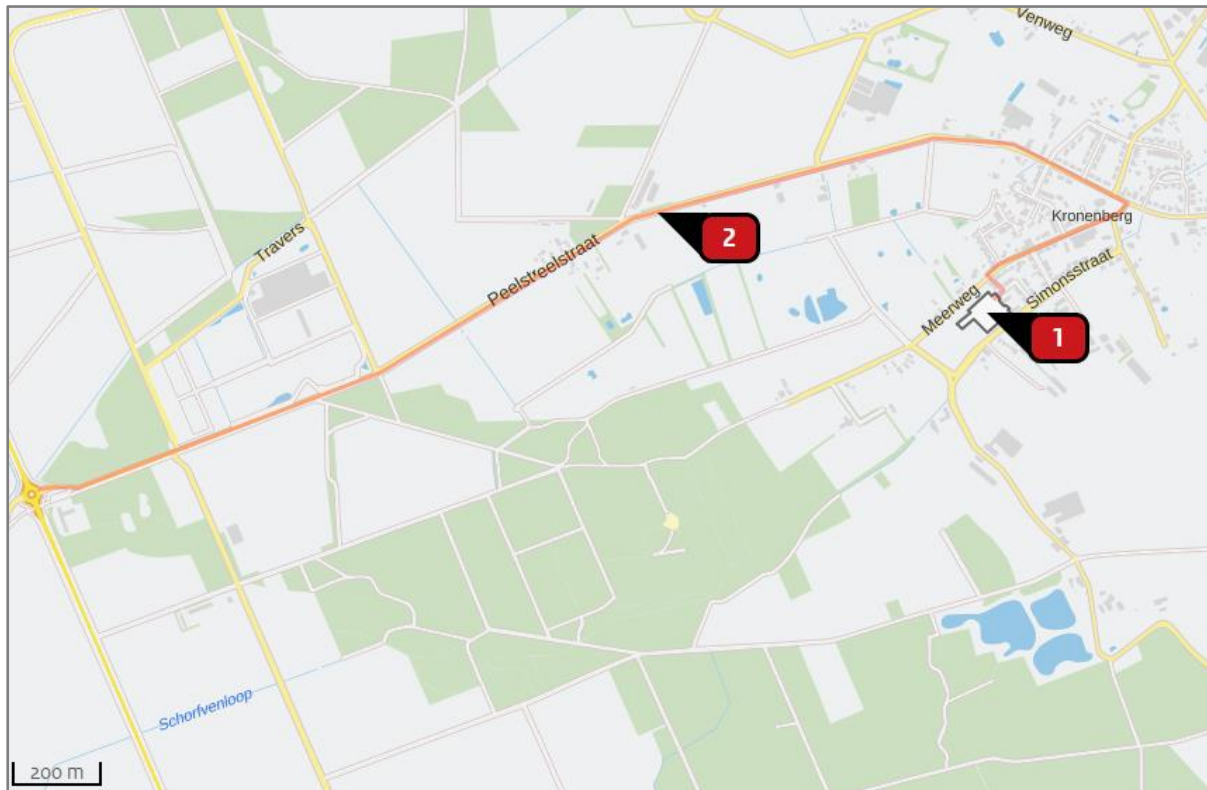 Venweg
Kronenberg
Travers
2
Peelstreelstraat
Simonsstraat
Meerweg
1
Schorfvenloop
200 m